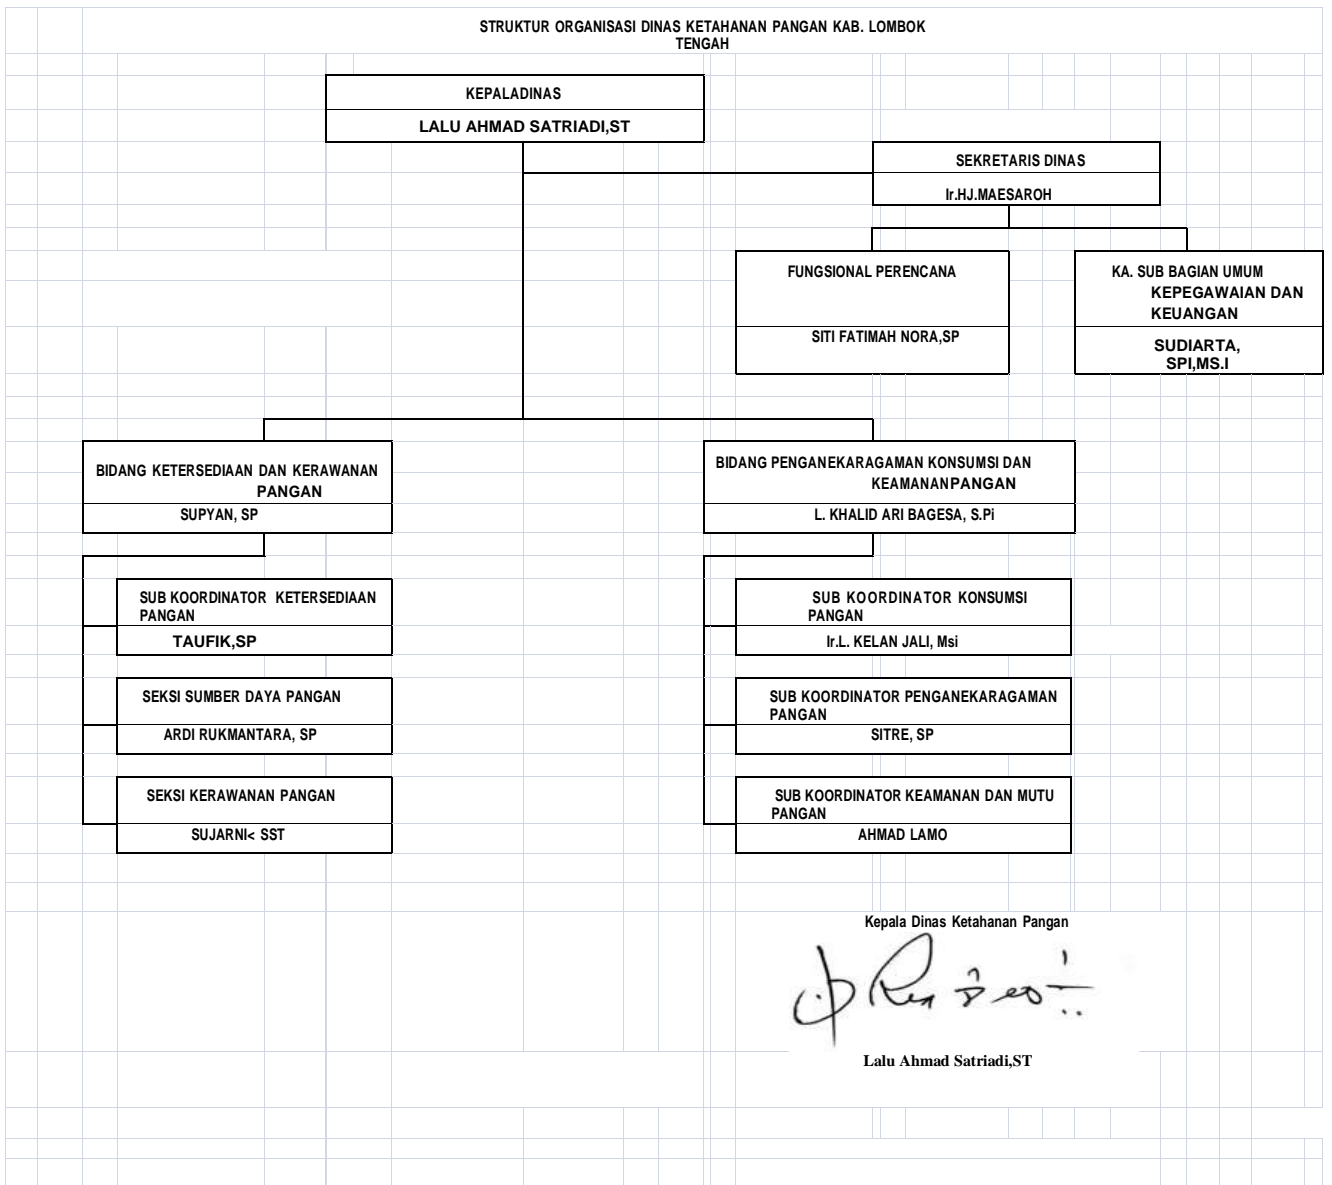 STRUKTUR ORGANISASI DINAS KETAHANAN PANGAN KAB. LOMBOK
TENGAH
KEPALADINAS
LALU AHMAD SATRIADI,ST
SEKRETARIS DINAS
Ir.HJ.MAESAROH
FUNGSIONAL PERENCANA
SITI FATIMAH NORA,SP
KA. SUB BAGIAN UMUM
KEPEGAWAIAN DAN
KEUANGAN
SUDIARTA,
SPI,MS.I
BIDANG KETERSEDIAAN DAN KERAWANAN
PANGAN
SUPYAN, SP
SUB KOORDINATOR KETERSEDIAAN
PANGAN
TAUFIK,SP
SEKSI SUMBER DAYA PANGAN
ARDI RUKMANTARA, SP
SEKSI KERAWANAN PANGAN
SUJARNI< SST
BIDANG PENGANEKARAGAMAN KONSUMSI DAN
KEAMANANPANGAN
L. KHALID ARI BAGESA, S.Pi
SUB KOORDINATOR KONSUMSI
PANGAN
Ir.L. KELAN JALI, Msi
SUB KOORDINATOR PENGANEKARAGAMAN
PANGAN
SITRE, SP
SUB KOORDINATOR KEAMANAN DAN MUTU
PANGAN
AHMAD LAMO
Kepala Dinas Ketahanan Pangan
Lalu Ahmad Satriadi,ST